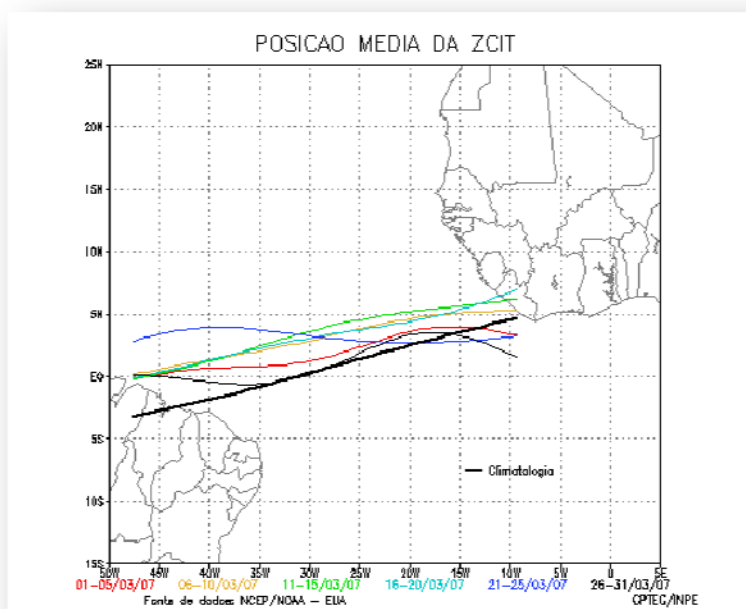 POSICAO MEDIA DA ZCIT
25N
20N
15N
10N
5N
EQ
5S
10S
15S
Climatologia
50W 45W 40W 35W 30W 25W 20W 15W 10W 5W 0 5E
01-05/03/07 06-10/03/07 11-15/03/07 16-20/03/07 21-25/03/07 26-31/03/07
Fonte de dados NCEP/NOAA - EUA CPTEC/INPE